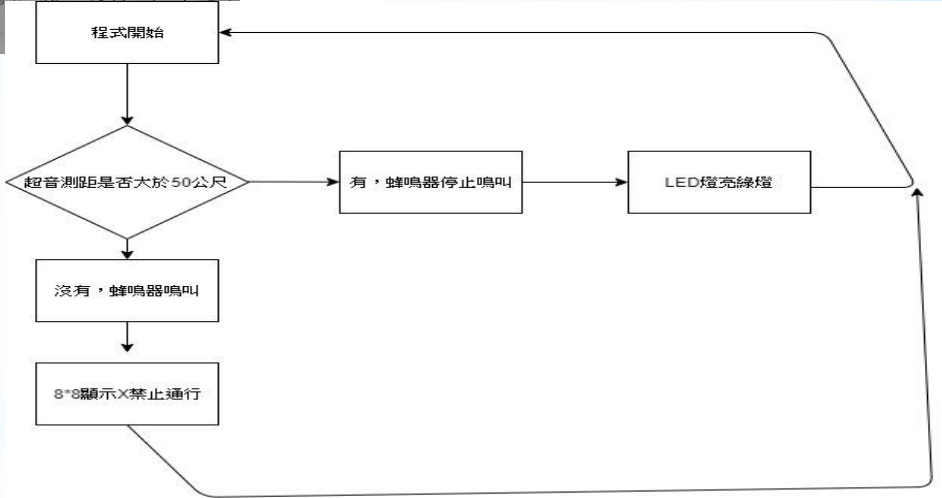 程式開始
超音測距是否大於50公尺
有，蜂鳴器停止鳴叫
LED燈亮綠燈
沒有，蜂鳴器鳴叫
8*8顯示X禁止通行